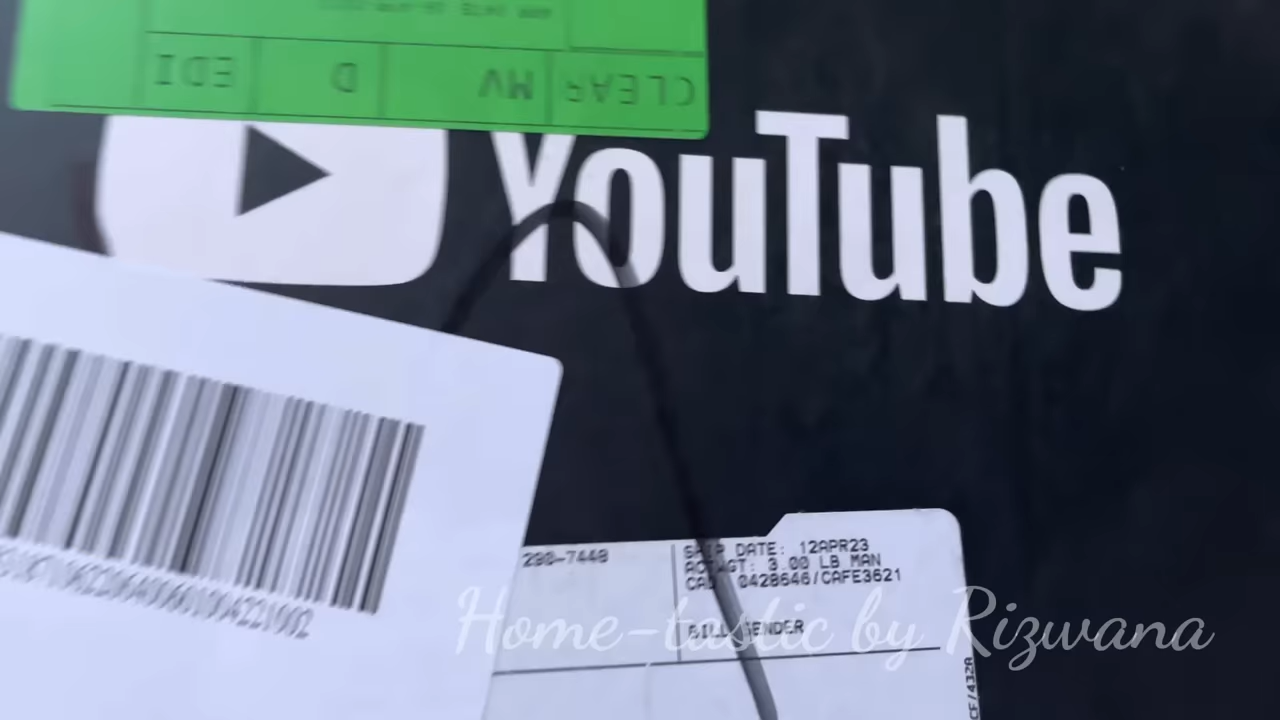 CLEAR MV D EDI
YouTube
290-7448
SHIP DATE: 12APR23
ACTWGT: 3.00 LB MAN
CAD: 0428646/CAFE3621
BILL SENDER
Home-tastic by Rizwana